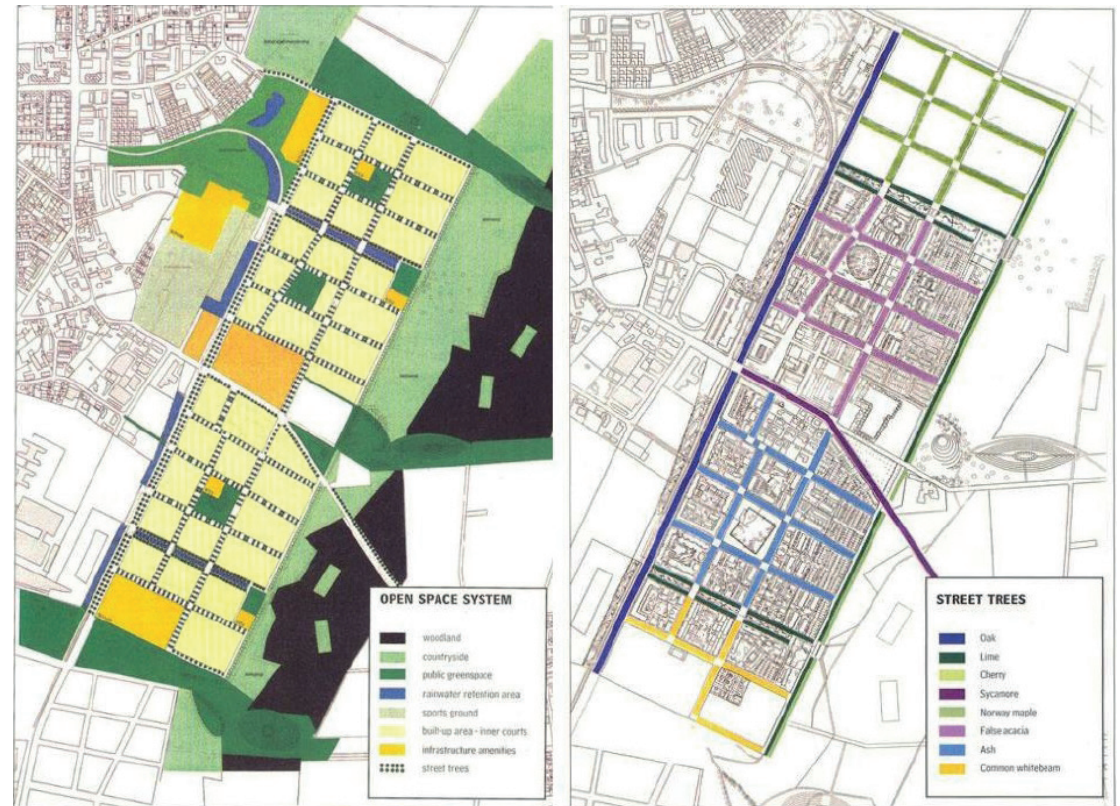 OPEN SPACE SYSTEM
woodland
countryside
public greenspace
rainwater retention area
sports ground
built-up area - inner courts
infrastructure amenities
street trees
STREET TREES
Oak
Lime
Cherry
Sycamore
Norway maple
False acacia
Ash
Common whitebeam